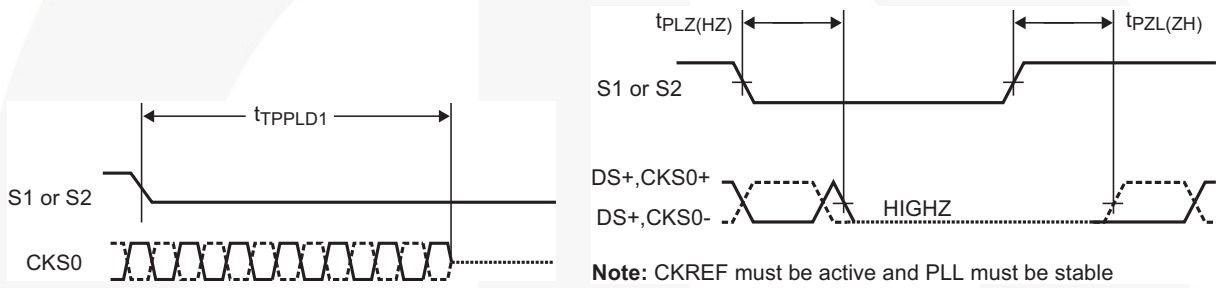 tTPPLD1
S1 or S2
CKS0
tPLZ(HZ)
tPZL(ZH)
S1 or S2
DS+,CKS0+
DS+,CKS0-
HIGHZ
Note: CKREF must be active and PLL must be stable